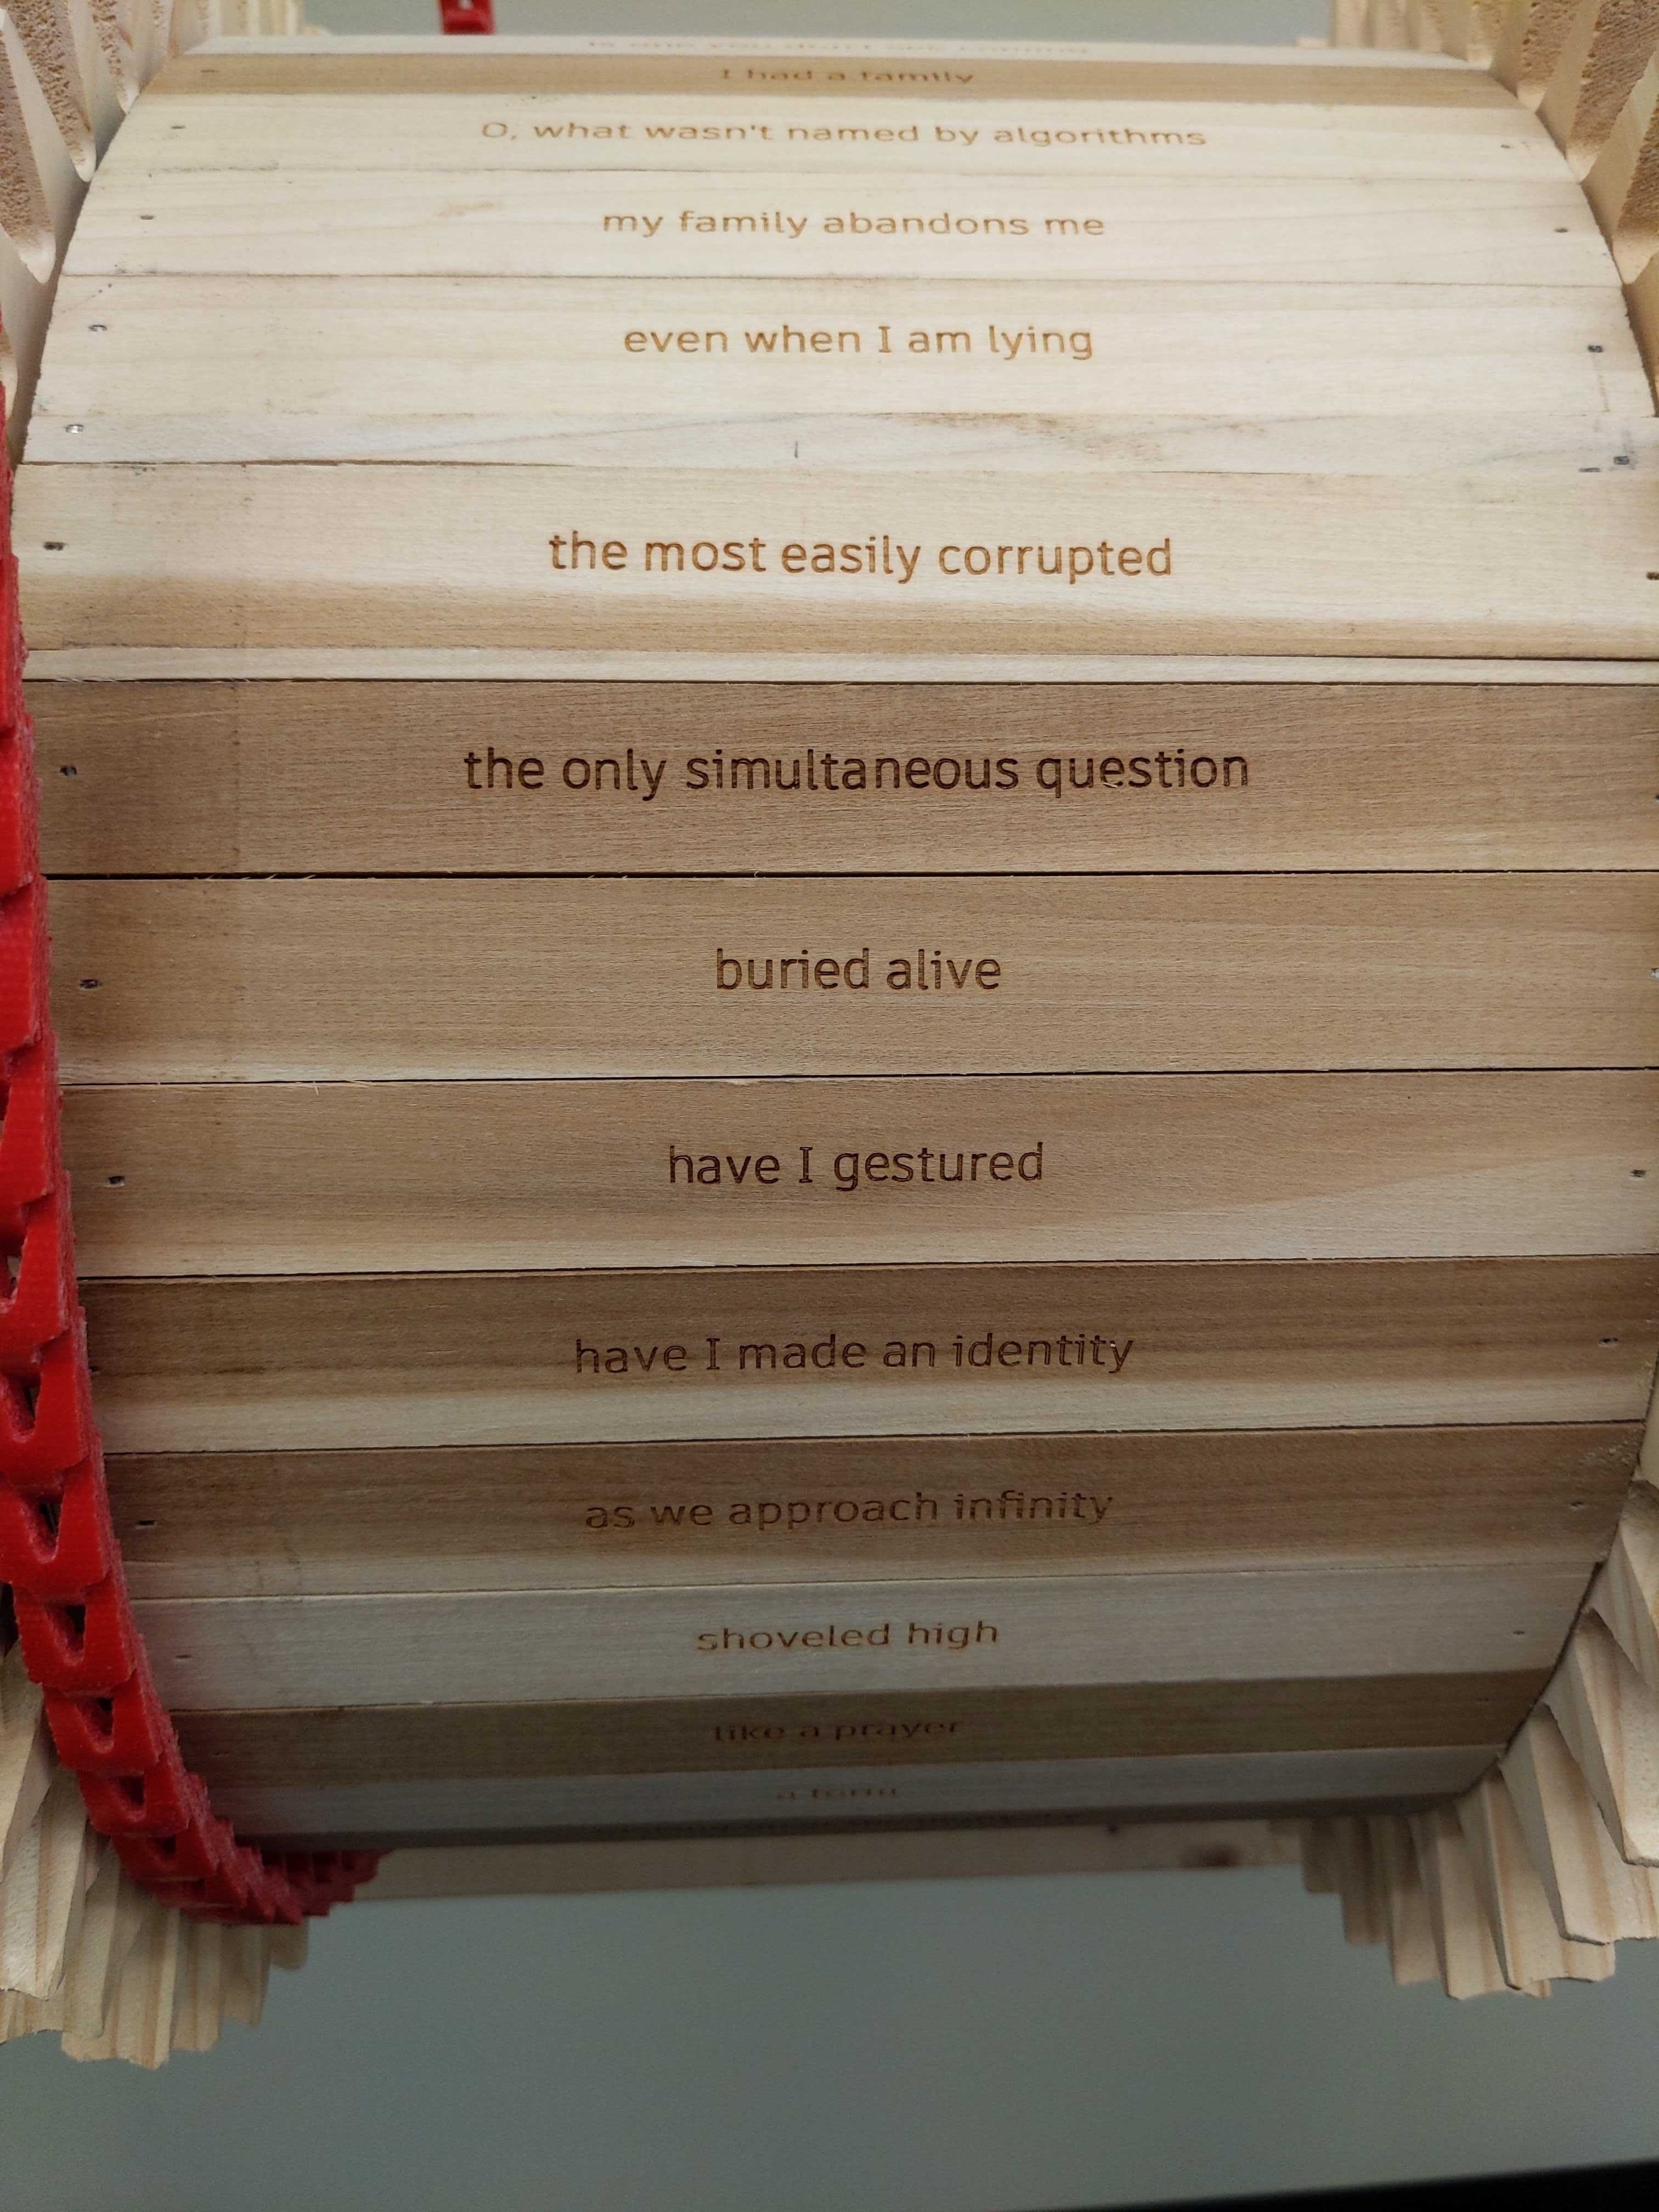 I had a family
O, what wasn't named by algorithms
my family abandons me
even when I am lying
the most easily corrupted
the only simultaneous question
buried alive
have I gestured
have I made an identity
as we approach infinity
shoveled high
like a prayer